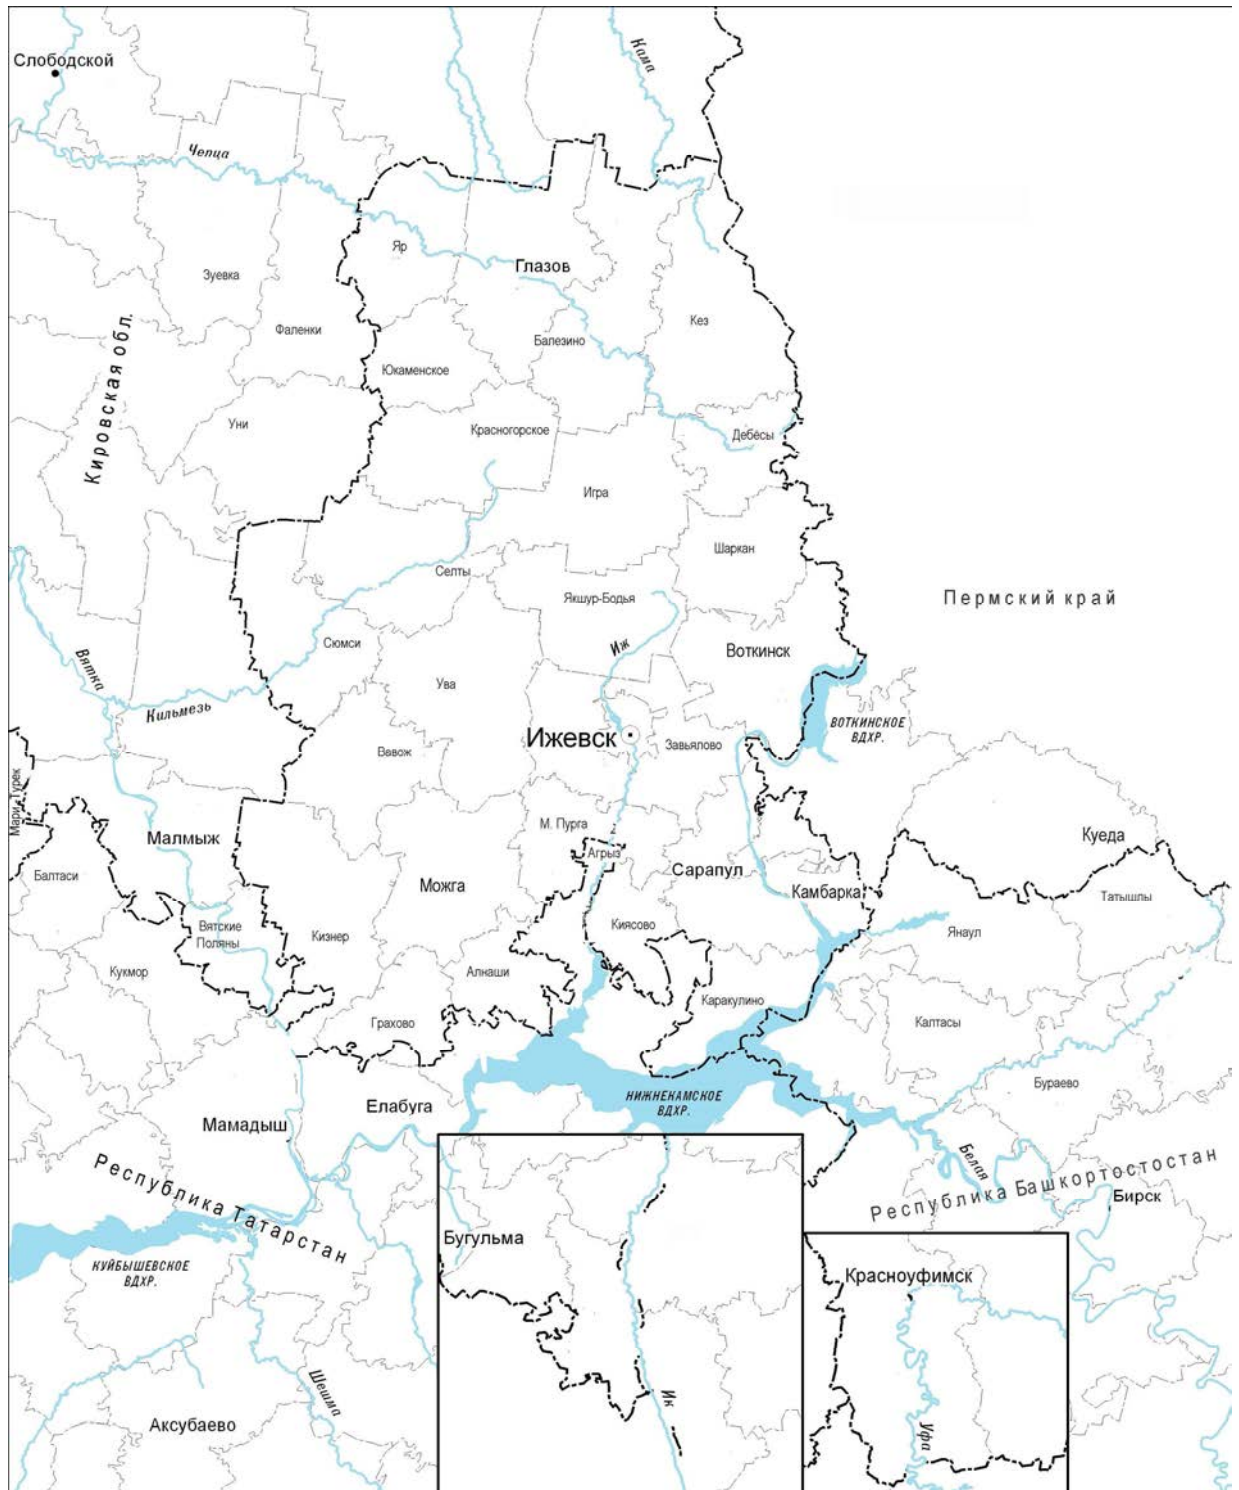 Кама
Слободской
Чепца
Яр
Глазов
Зуевка
Кез
Фаленки
Балезино
Юкаменское
Кировская обл.
Уни
Красногорское
Дебёсы
Игра
Шаркан
Селты
Якшур-Бодья
Пермский край
Сюмси
Иж
Воткинск
Вятка
Ува
Кильмезь
ВОТКИНСКОЕ
ВДХР.
Ижевск
Завьялово
Вавож
Мари-Турек
М. Пурга
Малмыж
Куеда
Агрыз
Сарапул
Балтаси
Можга
Камбарка
Татышлы
Вятские
Поляны
Кизнер
Киясово
Янаул
Кукмор
Алнаши
Каракулино
Грахово
Калтасы
Бураево
НИЖНЕКАМСКОЕ
ВДХР.
Елабуга
Мамадыш
Белая
Республика Татарстан
Республика Башкортостостан
Бирск
Бугульма
КУЙБЫШЕВСКОЕ
ВДХР.
Красноуфимск
Шешма
Ик
Аксубаево
Уфа